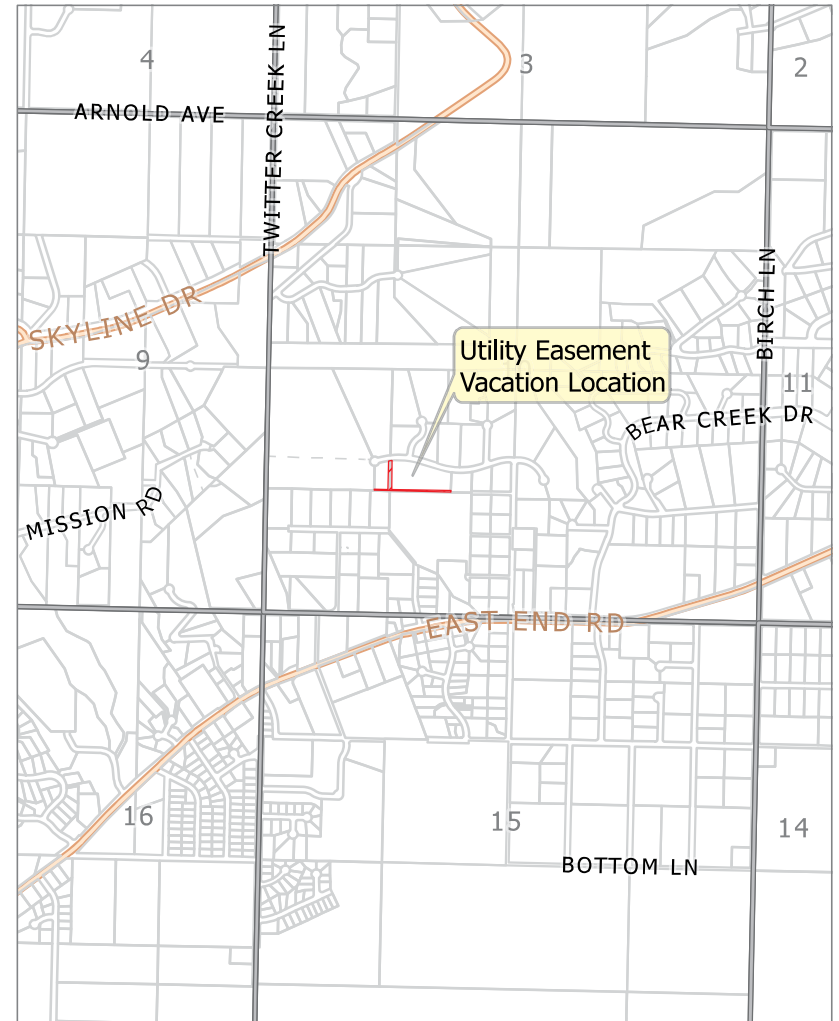 4
3
2
ARNOLD AVE
TWITTER CREEK LN
BIRCH LN
SKYLINE DR
9
Utility Easement
Vacation Location
11
BEAR CREEK DR
MISSION RD
EAST END RD
16
15
14
BOTTOM LN